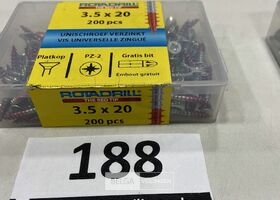 ROTADRILL
3.5 x 20
200 pcs
UNISCHROEF VERZINKT
VIS UNIVERSELLE ZINGUÉ
Platkop
PZ-2
Gratis bit
Embout gratuit
ROTADRILL
THE RED TIP
3.5 x 20
200 pcs
188